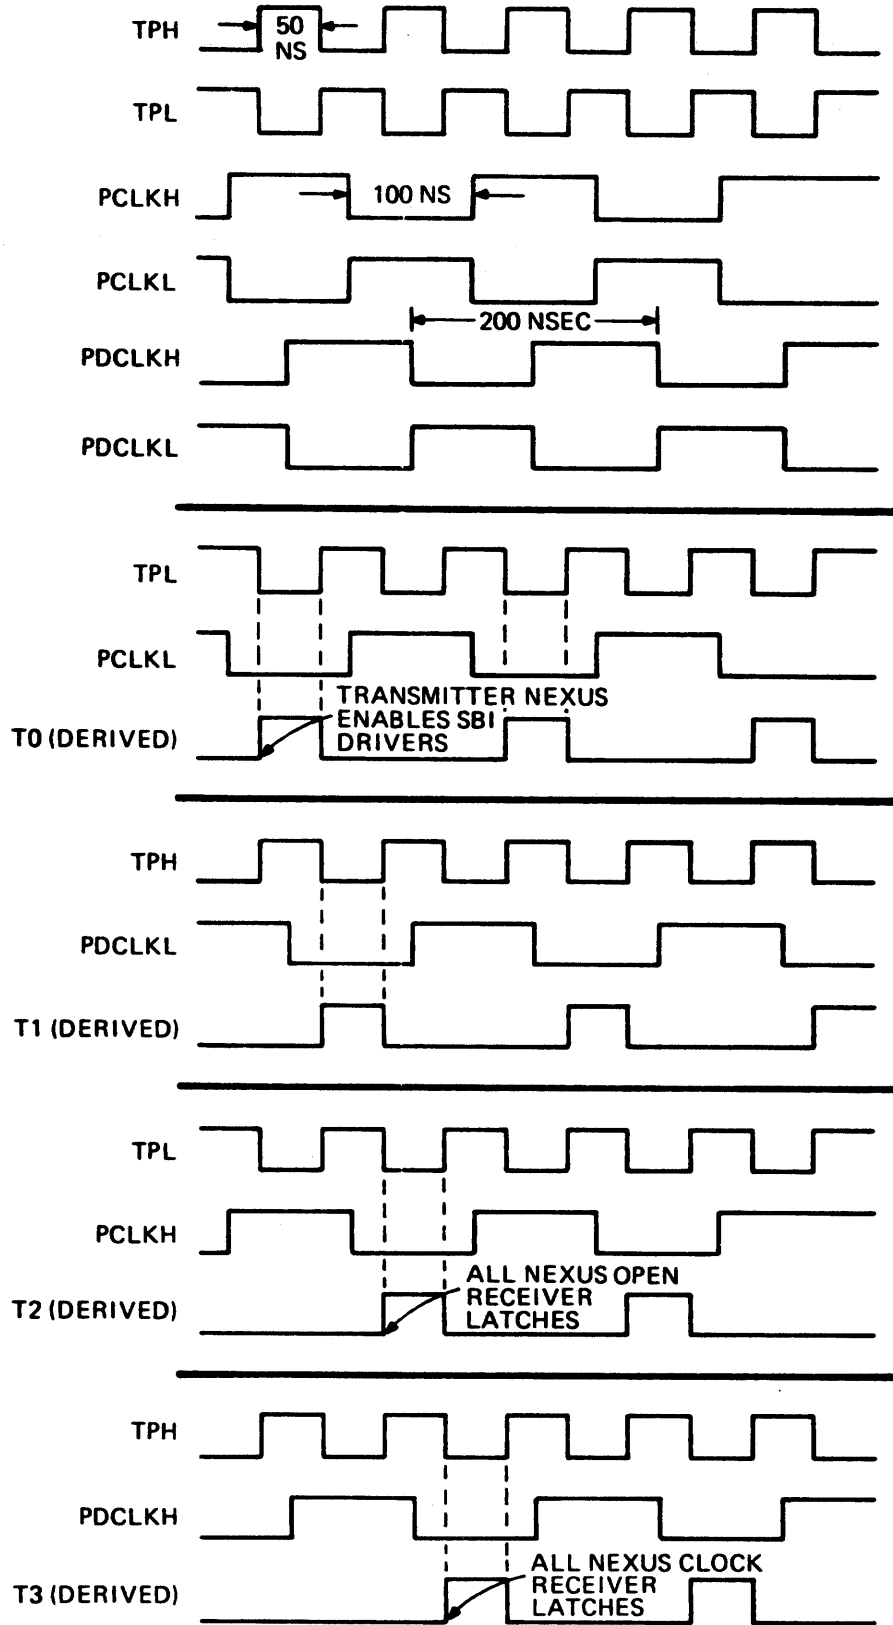 TPH
50
NS
TPL
PCLKH
100 NS
PCLKL
200 NSEC
PDCLKH
PDCLKL
TPL
PCLKL
TRANSMITTER NEXUS
ENABLES SBI
DRIVERS
T0 (DERIVED)
TPH
PDCLKL
T1 (DERIVED)
TPL
PCLKH
ALL NEXUS OPEN
RECEIVER
LATCHES
T2 (DERIVED)
TPH
PDCLKH
ALL NEXUS CLOCK
RECEIVER
LATCHES
T3 (DERIVED)